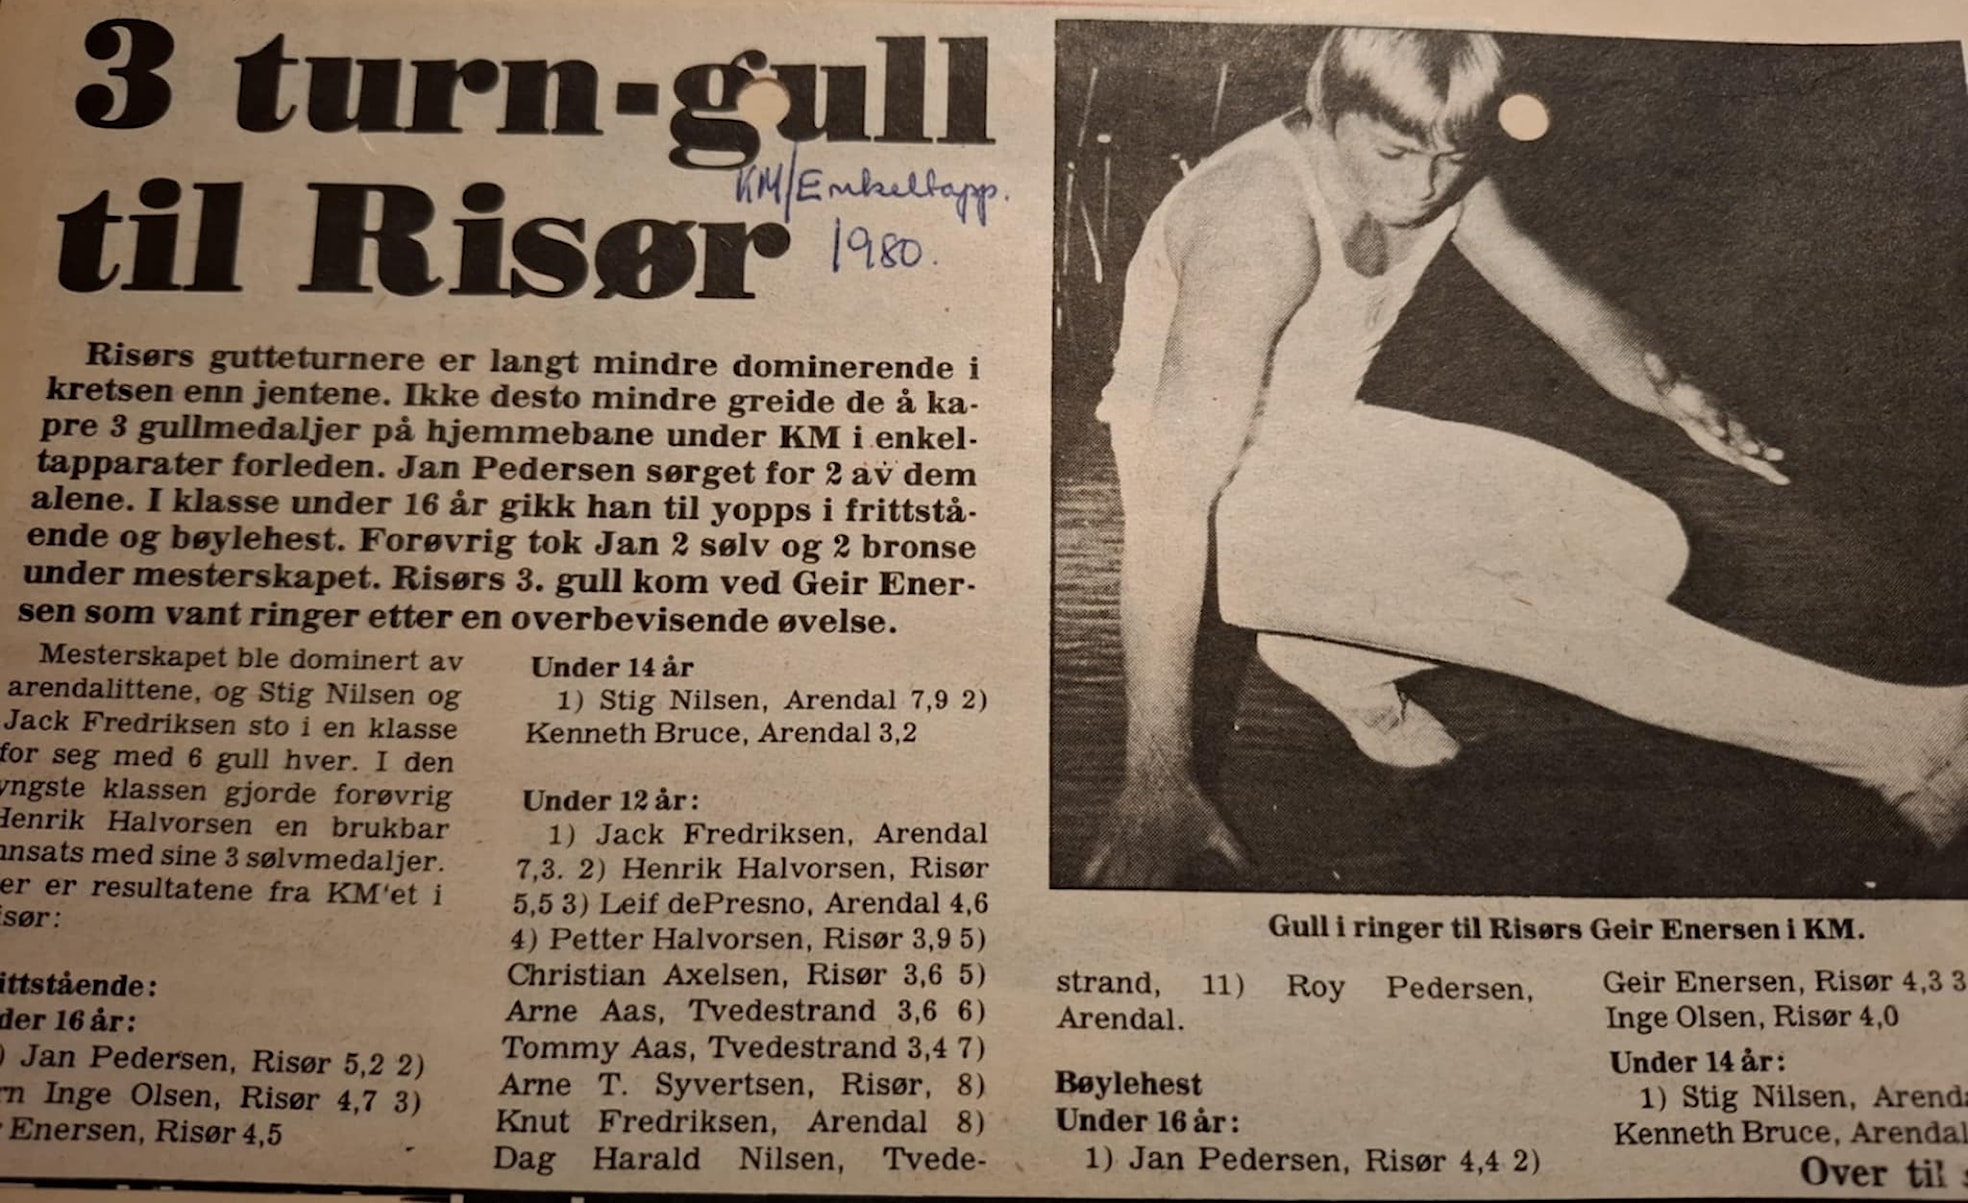 3 turn-gull
til Risør
KM/Enkeltapp.
1980.
Risørs gutteturnere er langt mindre dominerende i
kretsen enn jentene. Ikke desto mindre greide de å ka-
pre 3 gullmedaljer på hjemmebane under KM i enkel-
tapparater forleden. Jan Pedersen sørget for 2 av dem
alene. I klasse under 16 år gikk han til yopps i frittstå-
ende og bøylehest. Forøvrig tok Jan 2 sølv og 2 bronse
under mesterskapet. Risørs 3. gull kom ved Geir Ener-
sen som vant ringer etter en overbevisende øvelse.
Mesterskapet ble dominert av
arendalittene, og Stig Nilsen og
Jack Fredriksen sto i en klasse
for seg med 6 gull hver. I den
yngste klassen gjorde forøvrig
Henrik Halvorsen en brukbar
innsats med sine 3 sølvmedaljer.
er er resultatene fra KM'et i
isør:
ittstående:
der 16 år:
) Jan Pedersen, Risør 5,2 2)
rn Inge Olsen, Risør 4,7 3)
Enersen, Risør 4,5
Under 14 år
1) Stig Nilsen, Arendal 7,9 2)
Kenneth Bruce, Arendal 3,2
Under 12 år:
1) Jack Fredriksen, Arendal
7,3. 2) Henrik Halvorsen, Risør
5,5 3) Leif dePresno, Arendal 4,6
4) Petter Halvorsen, Risør 3,9 5)
Christian Axelsen, Risør 3,6 5)
Arne Aas, Tvedestrand 3,6 6)
Tommy Aas, Tvedestrand 3,4 7)
Arne T. Syvertsen, Risør, 8)
Knut Fredriksen, Arendal 8)
Dag Harald Nilsen, Tvede-
Gull i ringer til Risørs Geir Enersen i KM.
strand, 11) Roy Pedersen,
Arendal.
Bøylehest
Under 16 år:
1) Jan Pedersen, Risør 4,4 2)
Geir Enersen, Risør 4,3 3
Inge Olsen, Risør 4,0
Under 14 år:
1) Stig Nilsen, Arenda
Kenneth Bruce, Arendal
Over til